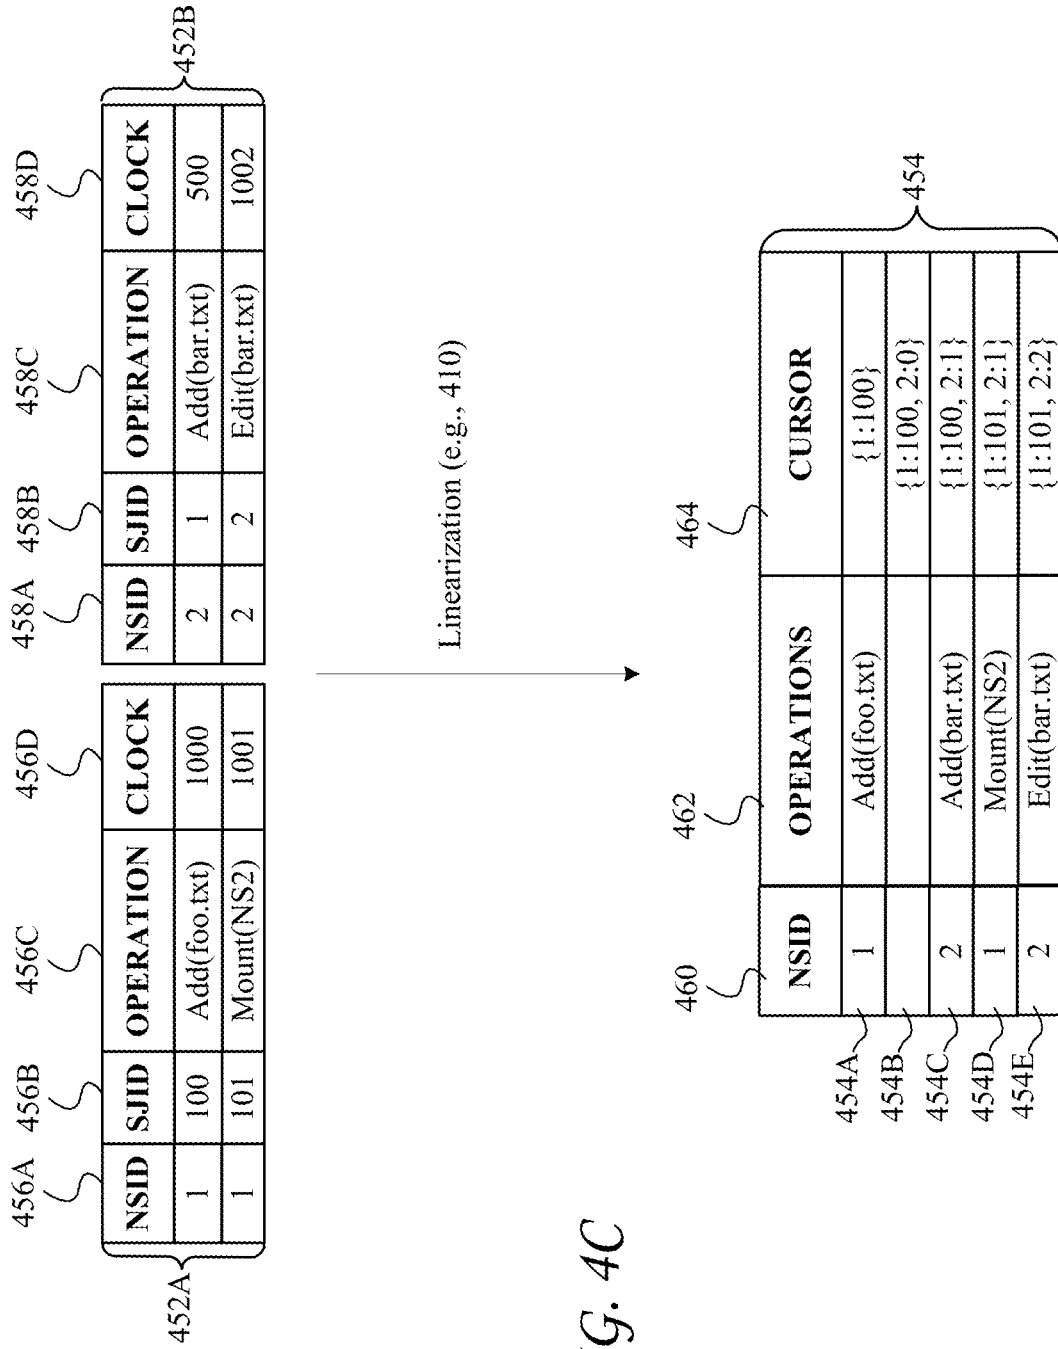 456A 456B 456C 456D 458A 458B 458C 458D
NSID SJID OPERATION CLOCK NSID SJID OPERATION CLOCK
1 100 Add(foo.txt) 1000 2 1 Add(bar.txt) 500
1 101 Mount(NS2) 1001 2 2 Edit(bar.txt) 1002
452A 452B
Linearization (e.g., 410)
460 462 464
NSID OPERATIONS CURSOR
454A 1 Add(foo.txt) {1:100}
454B {1:100, 2:0}
454C 2 Add(bar.txt) {1:100, 2:1}
454D 1 Mount(NS2) {1:101, 2:1}
454E 2 Edit(bar.txt) {1:101, 2:2}
454
G. 4C